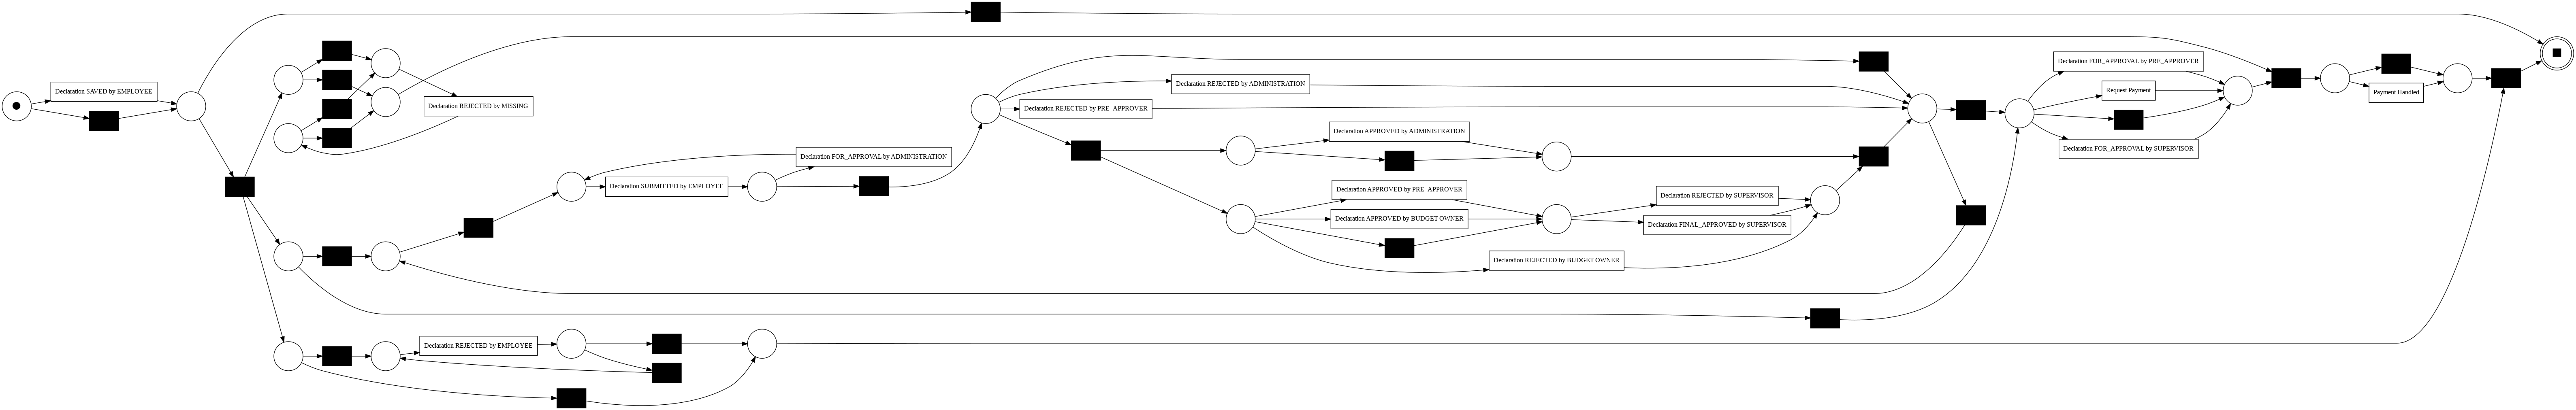 Declaration SAVED by EMPLOYEE
Declaration REJECTED by MISSING
Declaration FOR_APPROVAL by ADMINISTRATION
Declaration SUBMITTED by EMPLOYEE
Declaration REJECTED by EMPLOYEE
Declaration REJECTED by ADMINISTRATION
Declaration REJECTED by PRE_APPROVER
Declaration APPROVED by ADMINISTRATION
Declaration APPROVED by PRE_APPROVER
Declaration APPROVED by BUDGET OWNER
Declaration REJECTED by BUDGET OWNER
Declaration REJECTED by SUPERVISOR
Declaration FINAL_APPROVED by SUPERVISOR
Declaration FOR_APPROVAL by PRE_APPROVER
Request Payment
Declaration FOR_APPROVAL by SUPERVISOR
Payment Handled